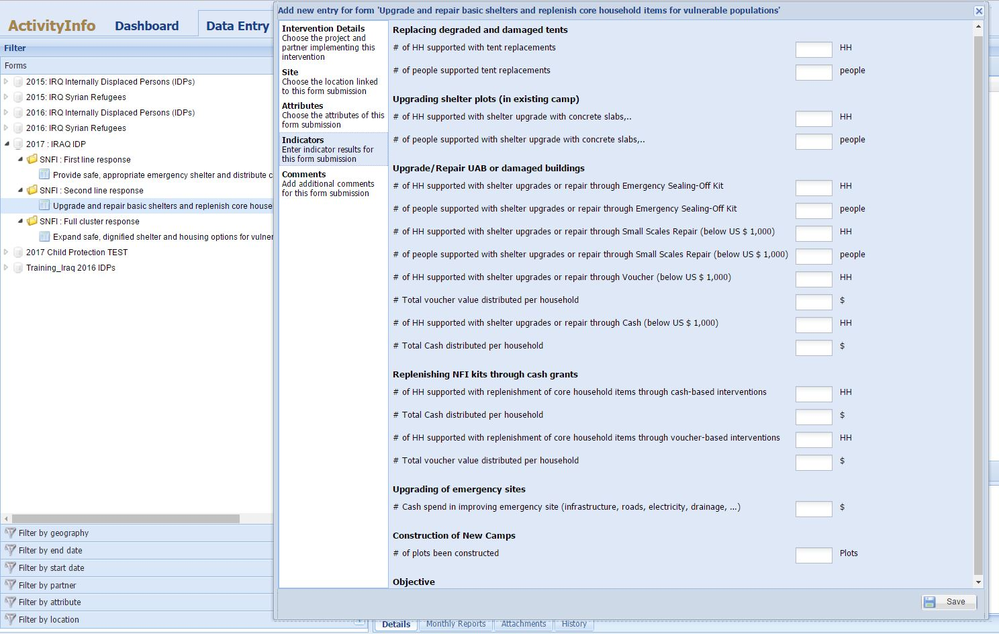 ActivityInfo
Dashboard
Data Entry
Filter
Forms
2015: IRQ Internally Displaced Persons (IDPs)
2015: IRQ Syrian Refugees
2016: IRQ Internally Displaced Persons (IDPs)
2016: IRQ Syrian Refugees
2017 : IRAQ IDP
SNFI : First line response
Provide safe, appropriate emergency shelter and distribute c
SNFI : Second line response
Upgrade and repair basic shelters and replenish core house
SNFI : Full cluster response
Expand safe, dignified shelter and housing options for vulner
2017 Child Protection TEST
Training_Iraq 2016 IDPs
Filter by geography
Filter by end date
Filter by start date
Filter by partner
Filter by attribute
Filter by location
Add new entry for form 'Upgrade and repair basic shelters and replenish core household items for vulnerable populations'
Intervention Details
Choose the project and
partner implementing this
intervention
Site
Choose the location linked
to this form submission
Attributes
Choose the attributes of this
form submission
Indicators
Enter indicator results for
this form submission
Comments
Add additional comments
for this form submission
Replacing degraded and damaged tents
# of HH supported with tent replacements HH
# of people supported tent replacements people
Upgrading shelter plots (in existing camp)
# of HH supported with shelter upgrade with concrete slabs,.. HH
# of people supported with shelter upgrade with concrete slabs,.. people
Upgrade/Repair UAB or damaged buildings
# of HH supported with shelter upgrades or repair through Emergency Sealing-Off Kit HH
# of people supported with shelter upgrades or repair through Emergency Sealing-Off Kit people
# of HH supported with shelter upgrades or repair through Small Scales Repair (below US $ 1,000) HH
# of people supported with shelter upgrades or repair through Small Scales Repair (below US $ 1,000) people
# of HH supported with shelter upgrades or repair through Voucher (below US $ 1,000) HH
# Total voucher value distributed per household $
# of HH supported with shelter upgrades or repair through Cash (below US $ 1,000) HH
# Total Cash distributed per household $
Replenishing NFI kits through cash grants
# of HH supported with replenishment of core household items through cash-based interventions HH
# Total Cash distributed per household $
# of HH supported with replenishment of core household items through voucher-based interventions HH
# Total voucher value distributed per household $
Upgrading of emergency sites
# Cash spend in improving emergency site (infrastructure, roads, electricity, drainage, ...) $
Construction of New Camps
# of plots been constructed Plots
Objective
Save
Details
Monthly Reports
Attachments
History